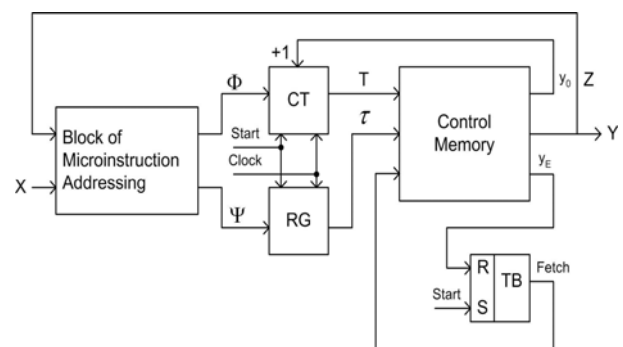 +1
Φ
CT
T
y0
Z
Block of
Microinstruction
Addressing
Start
τ
Control
Memory
Y
Clock
yE
X
Ψ
RG
R
TB
Fetch
Start
S